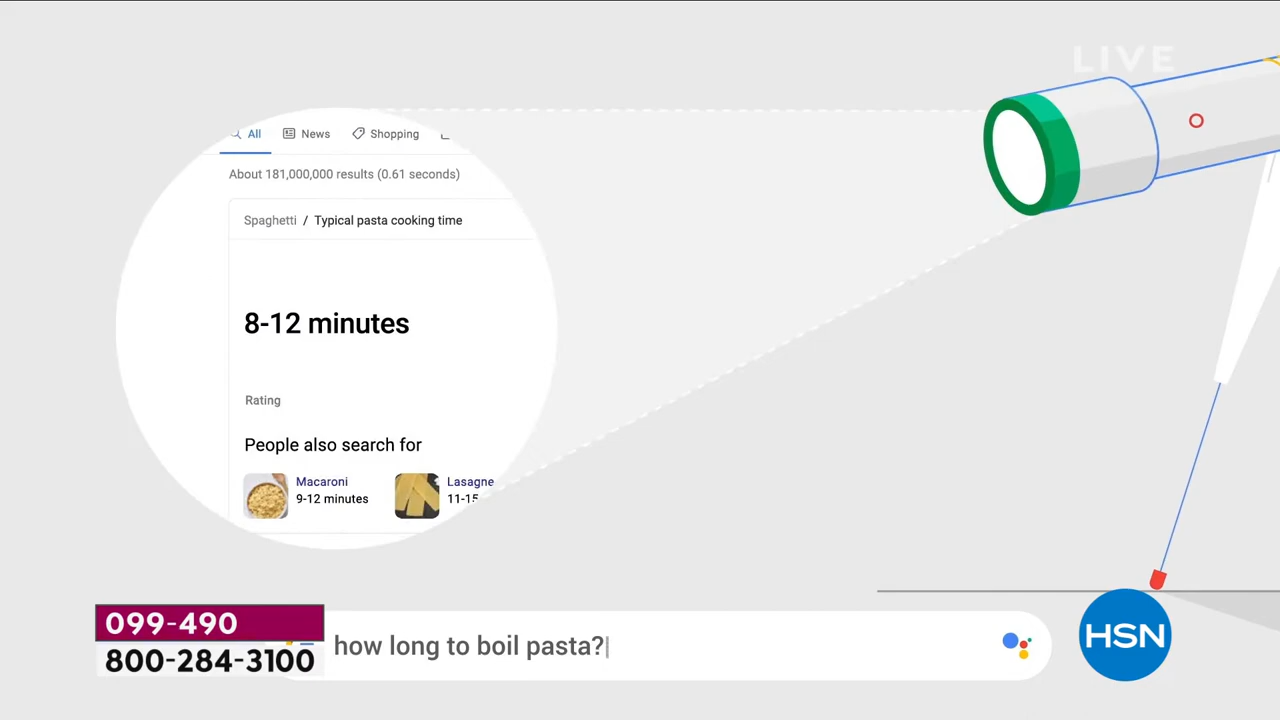 LIVE
All News Shopping
About 181,000,000 results (0.61 seconds)
Spaghetti / Typical pasta cooking time
8-12 minutes
Rating
People also search for
Macaroni
9-12 minutes
Lasagne
11-15
099-490
800-284-3100
how long to boil pasta?
HSN